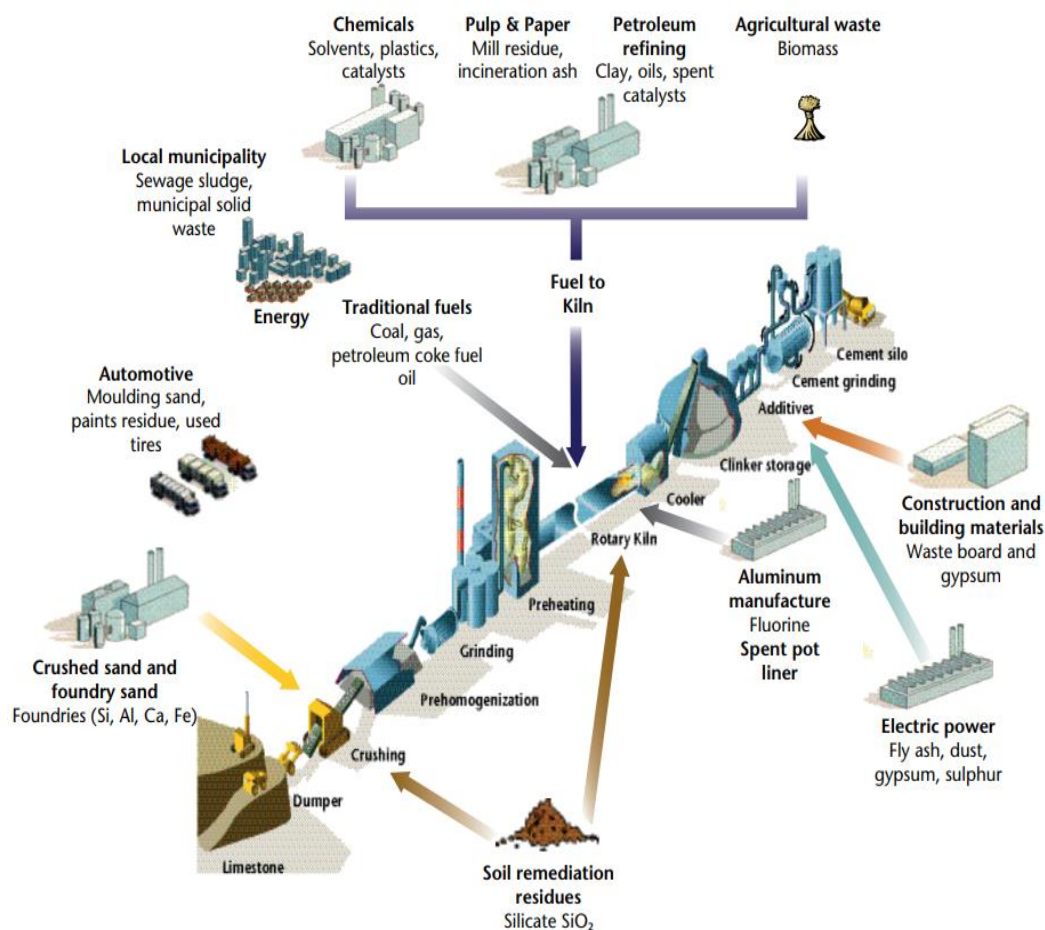 Chemicals
Solvents, plastics,
catalysts
Pulp & Paper
Mill residue,
incineration ash
Petroleum
refining
Clay, oils, spent
catalysts
Agricultural waste
Biomass
Local municipality
Sewage sludge,
municipal solid
waste
Energy
Traditional fuels
Coal, gas,
petroleum coke fuel
oil
Fuel to
Kiln
Automotive
Moulding sand,
paints residue, used
tires
Cement silo
Cement grinding
Additives
Clinker storage
Cooler
Rotary Kiln
Preheating
Grinding
Prehomogenization
Crushing
Dumper
Limestone
Construction and
building materials
Waste board and
gypsum
Aluminum
manufacture
Fluorine
Spent pot
liner
Crushed sand and
foundry sand
Foundries (Si, Al, Ca, Fe)
Electric power
Fly ash, dust,
gypsum, sulphur
Soil remediation
residues
Silicate SiO₂